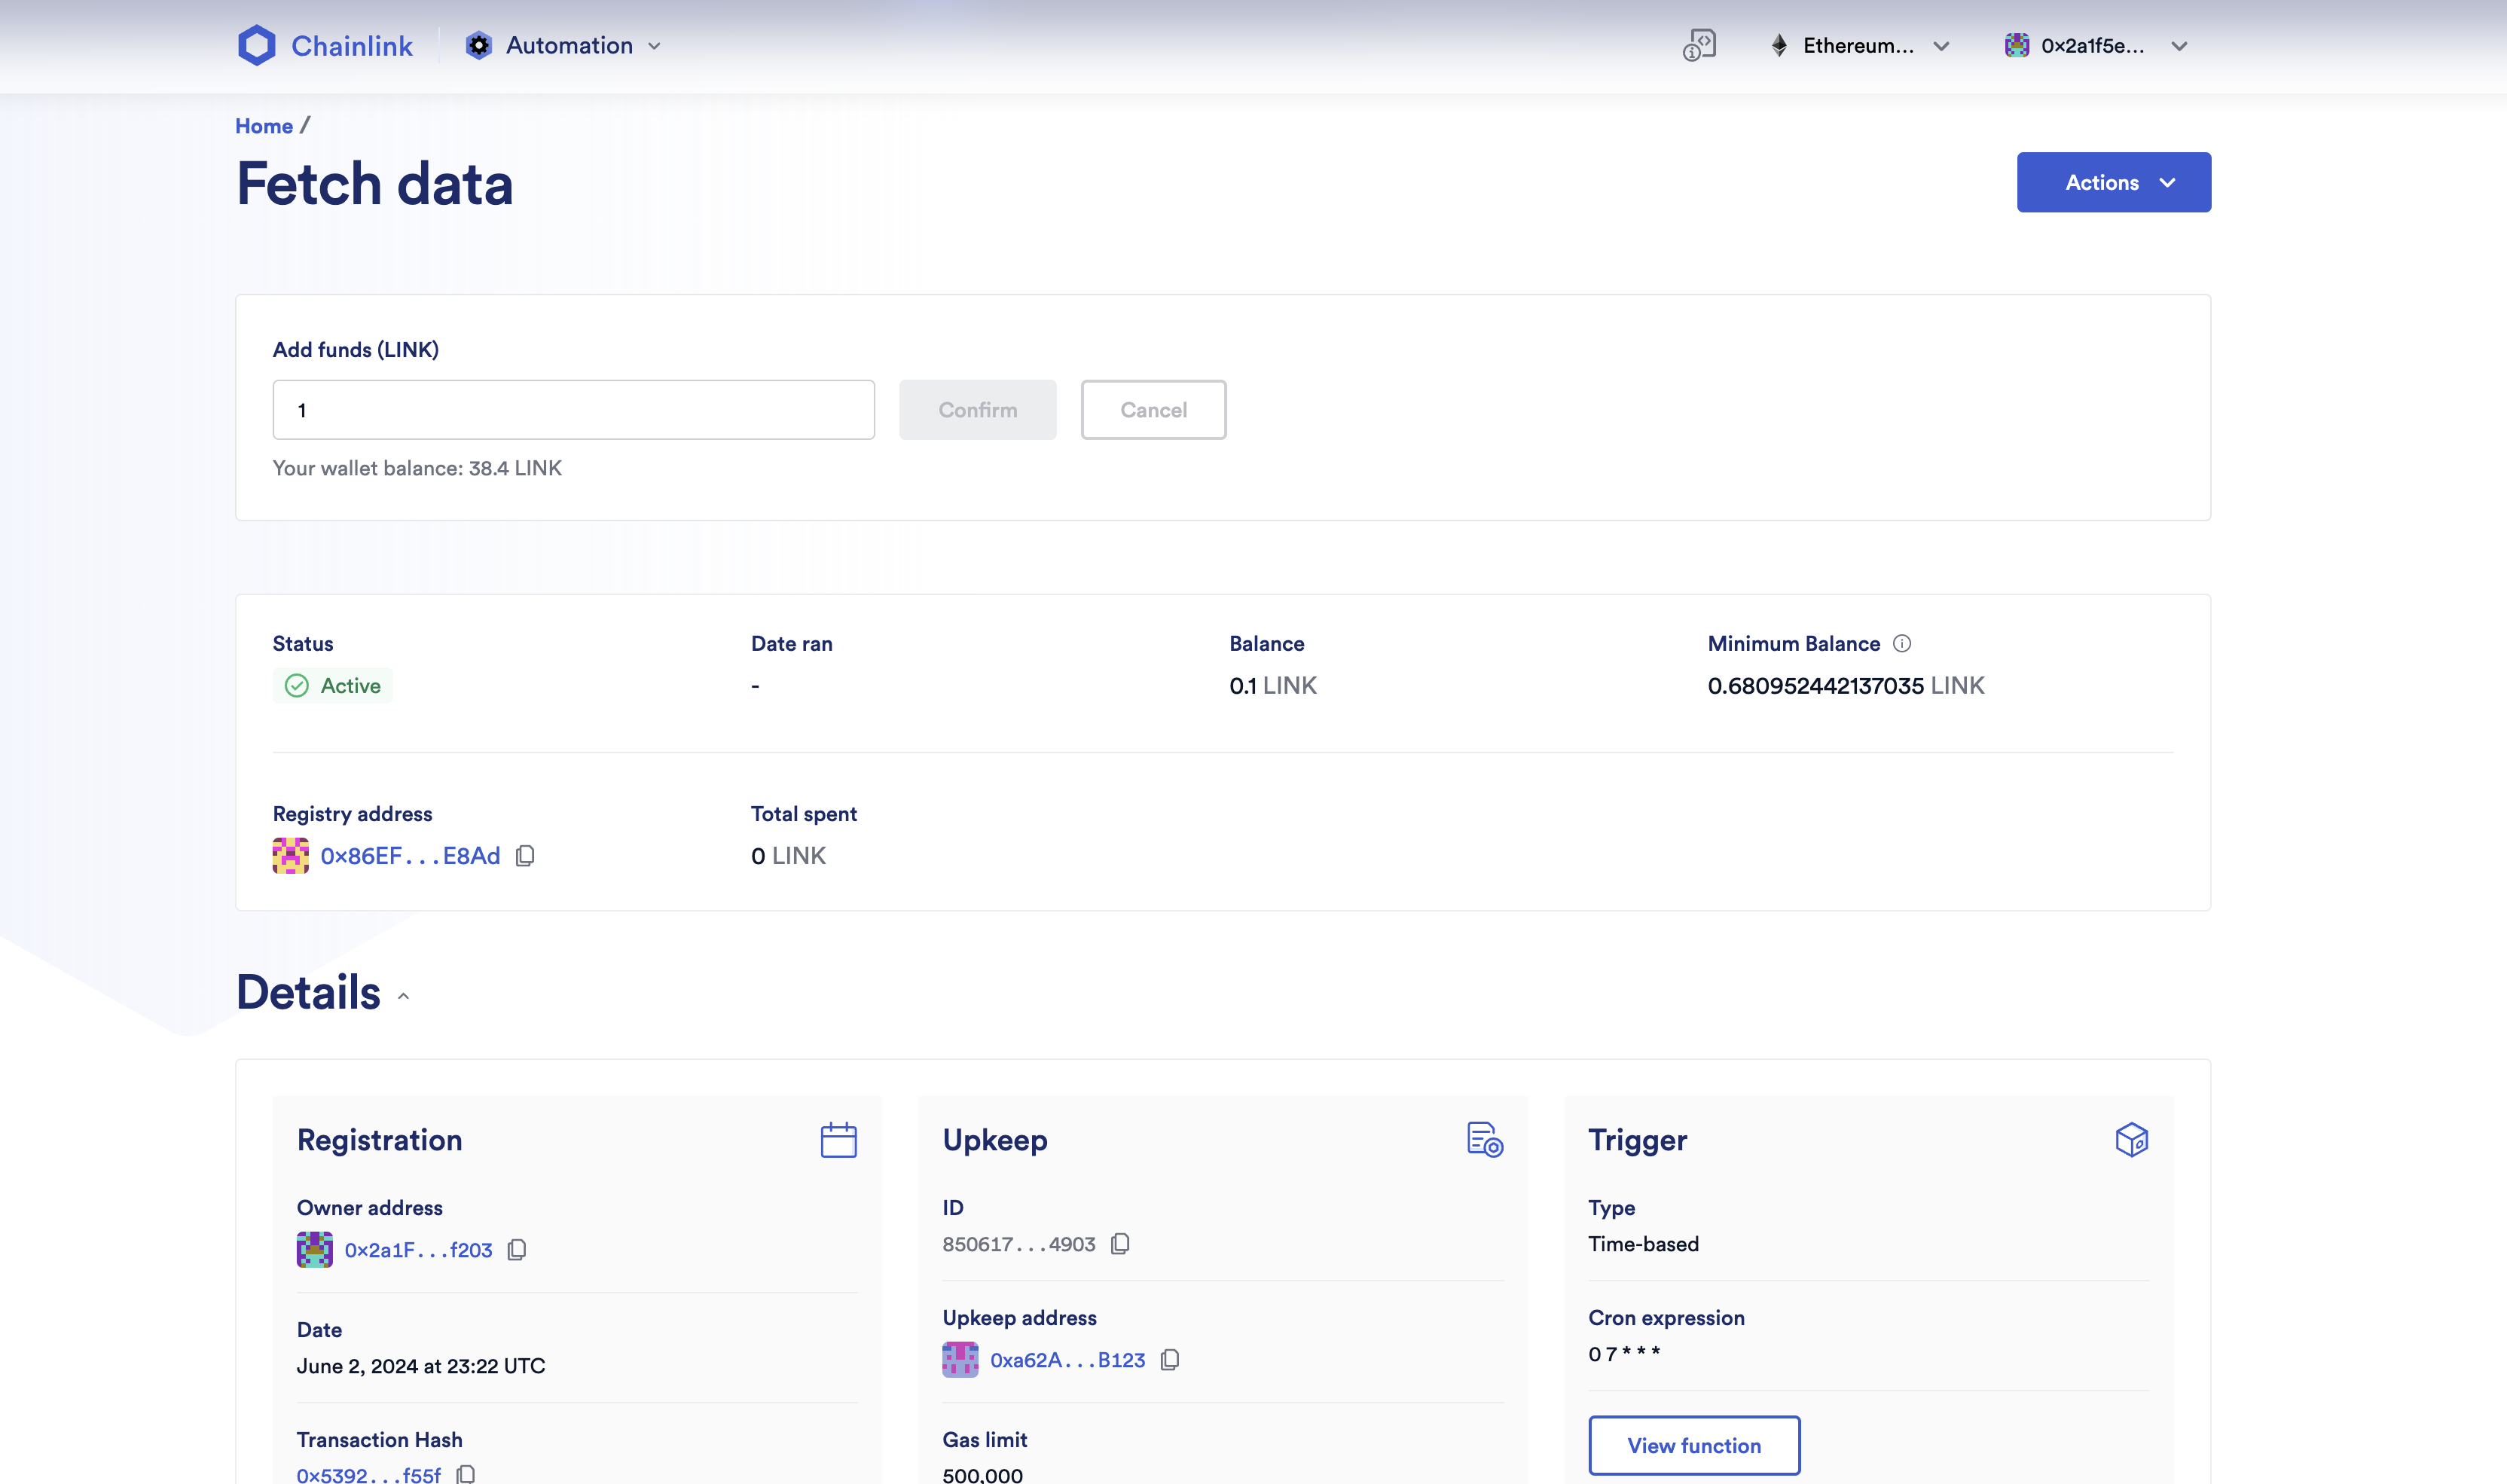 Chainlink
Automation
Ethereum...
0x2a1f5e...
Home /
Fetch data
Actions
Add funds (LINK)
1
Confirm
Cancel
Your wallet balance: 38.4 LINK
Status
Date ran
Balance
Minimum Balance
Active
-
0.1 LINK
0.680952442137035 LINK
Registry address
Total spent
0x86EF...E8Ad
0 LINK
Details
Registration
Owner address
0x2a1F...f203
Date
June 2, 2024 at 23:22 UTC
Transaction Hash
0x5392...f55f
Upkeep
ID
850617...4903
Upkeep address
0xa62A...B123
Gas limit
500,000
Trigger
Type
Time-based
Cron expression
0 7 * * *
View function